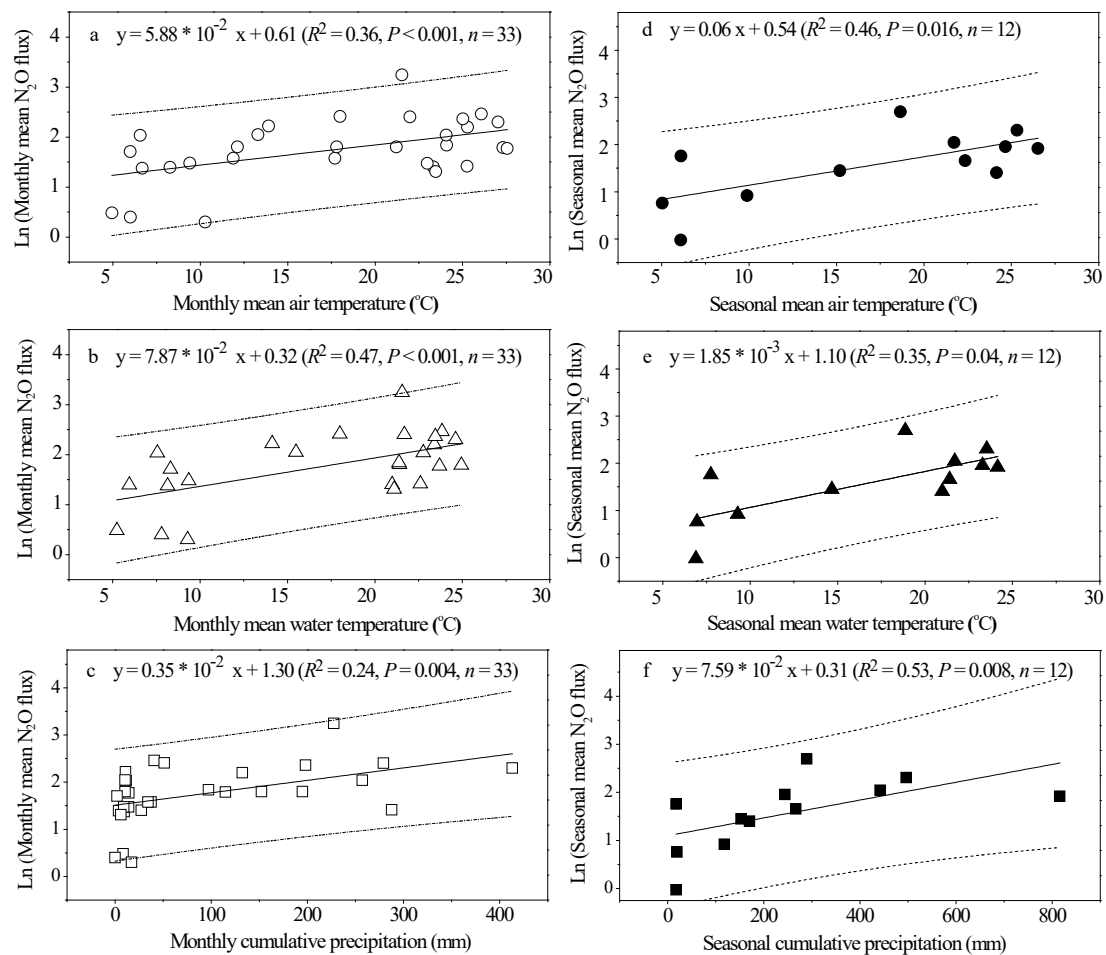 a y = 5.88 * 10-2 x + 0.61 (R2 = 0.36, P < 0.001, n = 33)
Ln (Monthly mean N2O flux)
4
3
2
1
0
5 10 15 20 25 30
Monthly mean air temperature (°C)
d y = 0.06 x + 0.54 (R2 = 0.46, P = 0.016, n = 12)
Ln (Seasonal mean N2O flux)
4
3
2
1
0
5 10 15 20 25 30
Seasonal mean air temperature (°C)
b y = 7.87 * 10-2 x + 0.32 (R2 = 0.47, P < 0.001, n = 33)
Ln (Monthly mean N2O flux)
4
3
2
1
0
5 10 15 20 25 30
Monthly mean water temperature (°C)
e y = 1.85 * 10-3 x + 1.10 (R2 = 0.35, P = 0.04, n = 12)
Ln (Seasonal mean N2O flux)
4
3
2
1
0
5 10 15 20 25 30
Seasonal mean water temperature (°C)
c y = 0.35 * 10-2 x + 1.30 (R2 = 0.24, P = 0.004, n = 33)
Ln (Monthly mean N2O flux)
4
3
2
1
0
0 100 200 300 400
Monthly cumulative precipitation (mm)
f y = 7.59 * 10-2 x + 0.31 (R2 = 0.53, P = 0.008, n = 12)
Ln (Seasonal mean N2O flux)
4
3
2
1
0
0 200 400 600 800
Seasonal cumulative precipitation (mm)